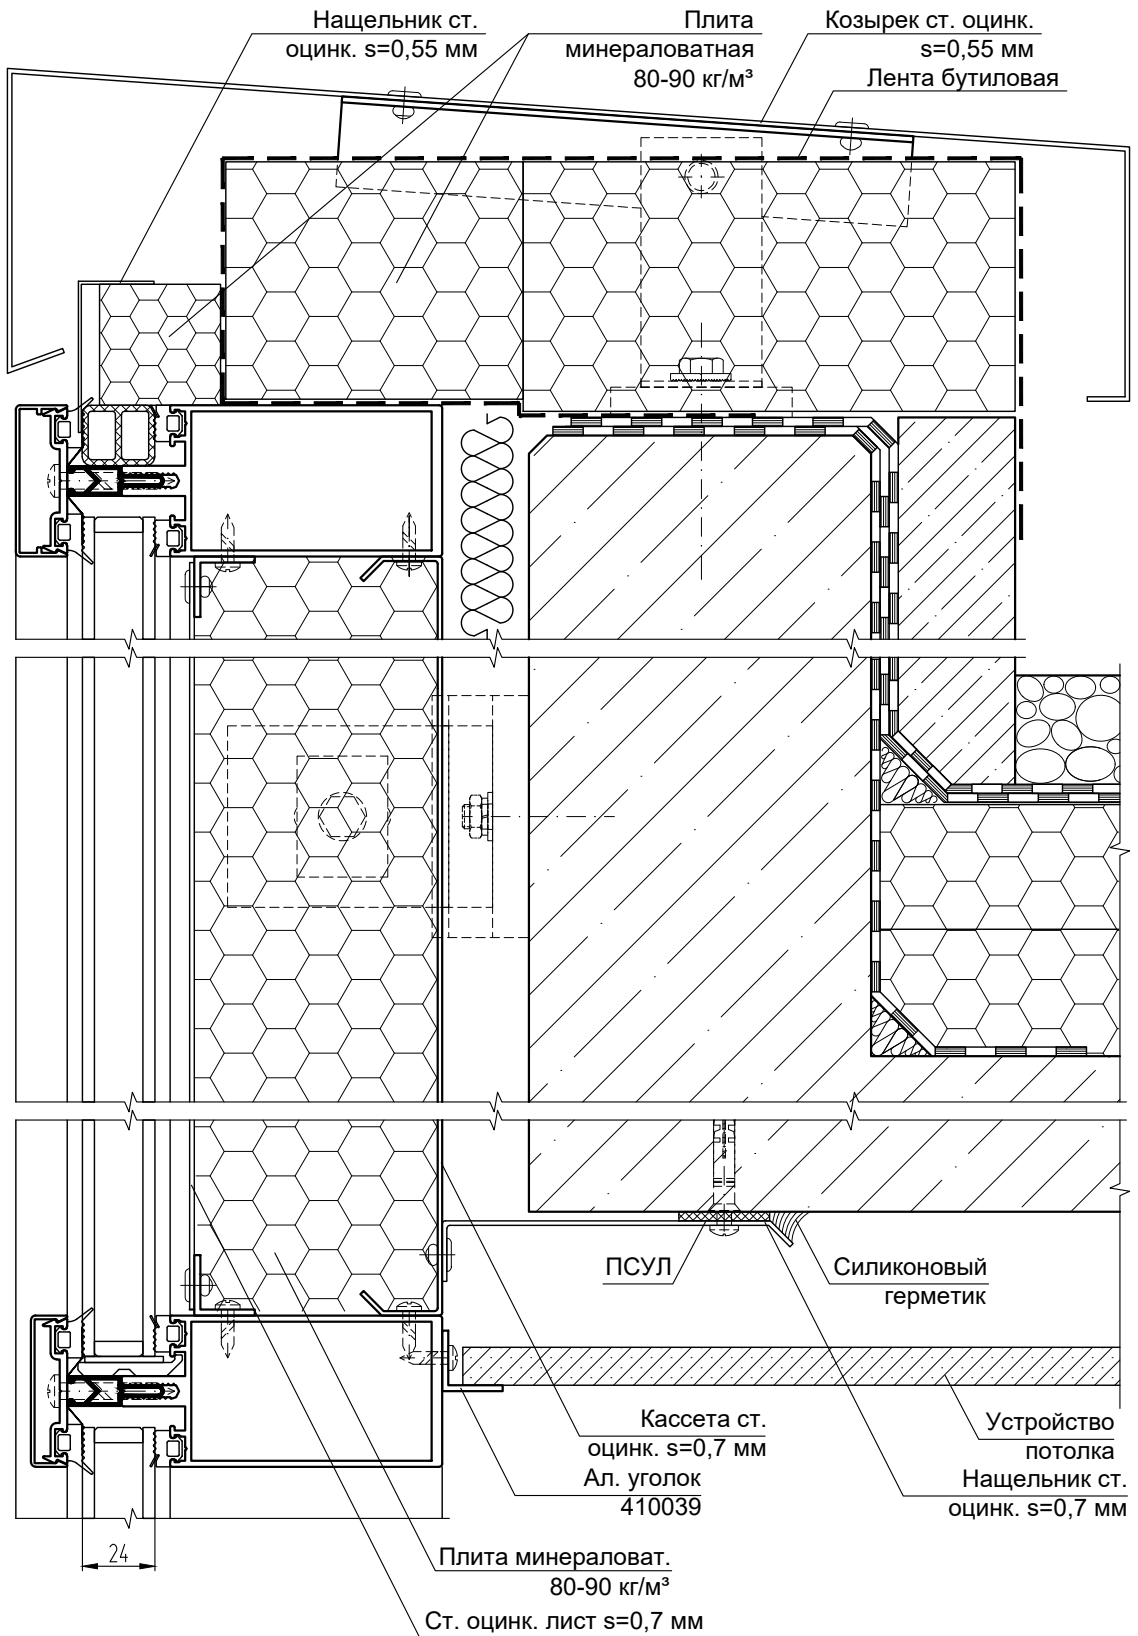 Нащельник ст.
оцинк. s=0,55 мм
Плита
минераловатная
80-90 кг/м³
Козырек ст. оцинк.
s=0,55 мм
Лента бутиловая
ПСУЛ
Силиконовый
герметик
Кассета ст.
оцинк. s=0,7 мм
Ал. уголок
410039
Устройство
потолка
Нащельник ст.
оцинк. s=0,7 мм
24
Плита минераловат.
80-90 кг/м³
Ст. оцинк. лист s=0,7 мм